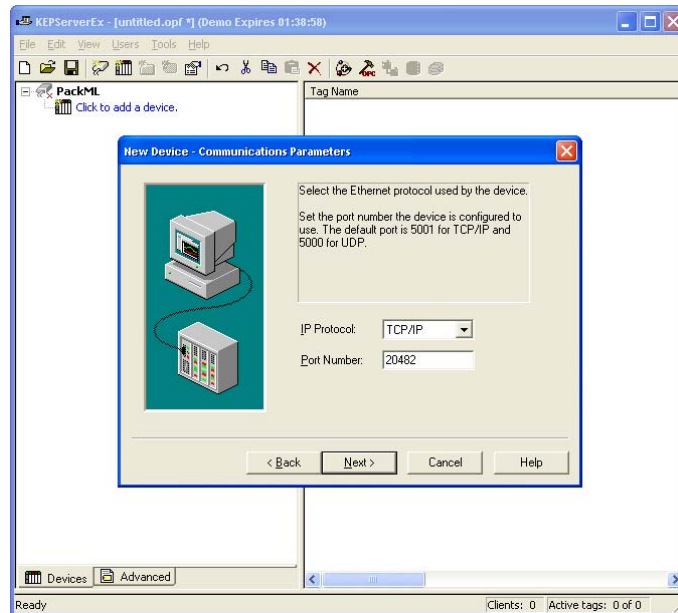 KEPServerEx - [untitled.opf *] (Demo Expires 01:38:58)
File Edit View Users Tools Help
PackML
Click to add a device.
Tag Name
New Device - Communications Parameters
Select the Ethernet protocol used by the device.
Set the port number the device is configured to
use. The default port is 5001 for TCP/IP and
5000 for UDP.
IP Protocol: TCP/IP
Port Number: 20482
< Back Next > Cancel Help
Devices Advanced
Ready Clients: 0 Active tags: 0 of 0